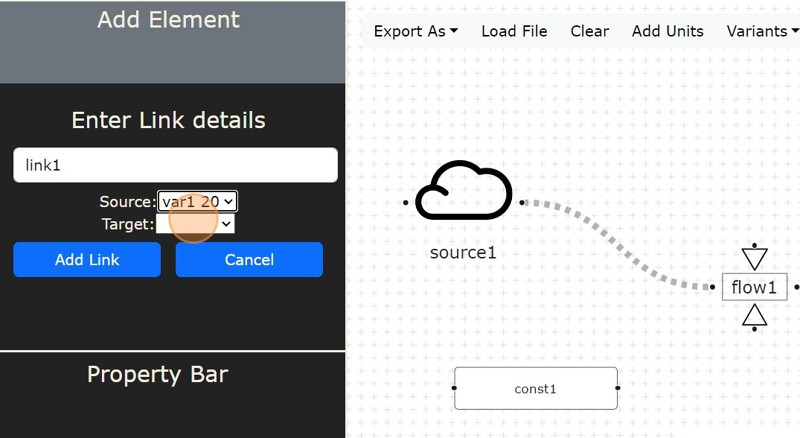 Add Element
Export As Load File Clear Add Units Variants
Enter Link details
link1
Source: var1 20
Target:
Add Link Cancel
source1
flow1
Property Bar
const1